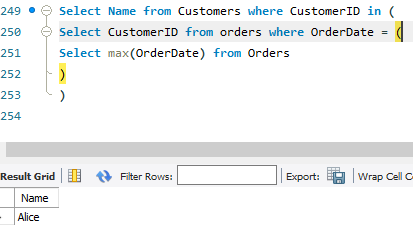 249 Select Name from Customers where CustomerID in (
250 Select CustomerID from orders where OrderDate = (
251 Select max(OrderDate) from Orders
252 )
253 )
254
Result Grid Filter Rows: Export: Wrap Cell Co
Name
Alice